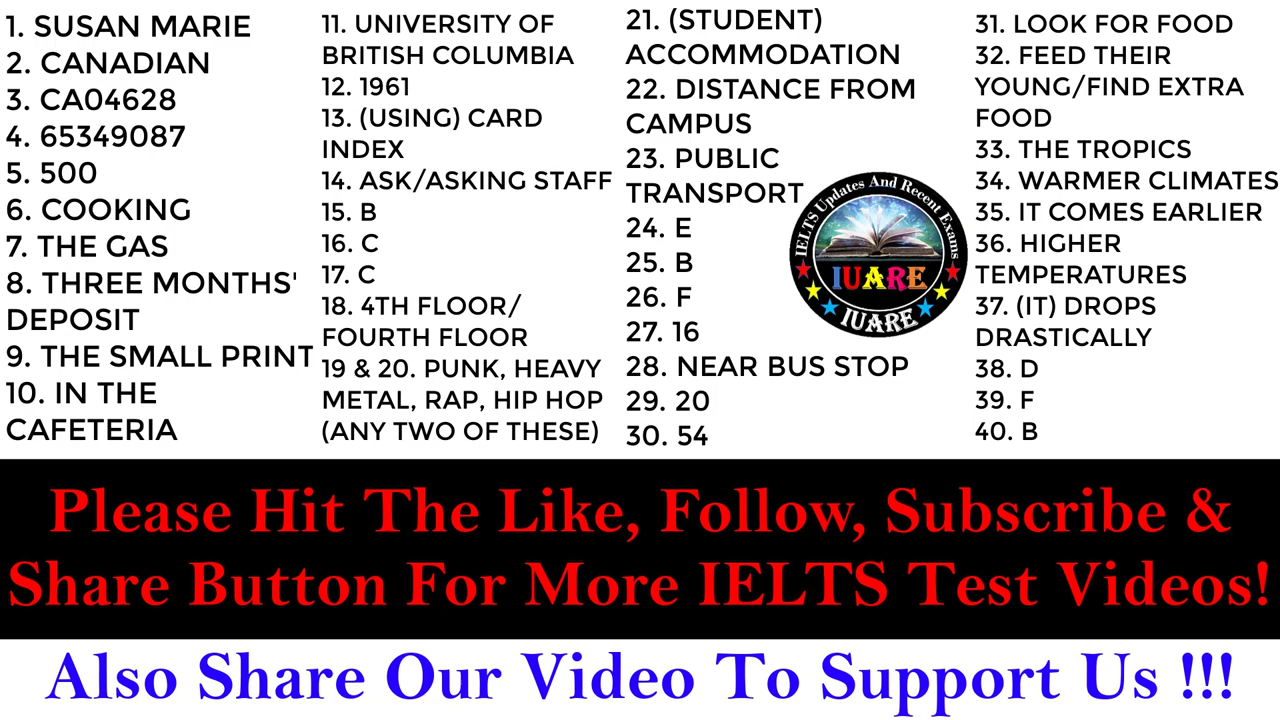 1. SUSAN MARIE
2. CANADIAN
3. CA04628
4. 65349087
5. 500
6. COOKING
7. THE GAS
8. THREE MONTHS'
DEPOSIT
9. THE SMALL PRINT
10. IN THE
CAFETERIA
11. UNIVERSITY OF
BRITISH COLUMBIA
12. 1961
13. (USING) CARD
INDEX
14. ASK/ASKING STAFF
15. B
16. C
17. C
18. 4TH FLOOR/
FOURTH FLOOR
19 & 20. PUNK, HEAVY
METAL, RAP, HIP HOP
(ANY TWO OF THESE)
21. (STUDENT)
ACCOMMODATION
22. DISTANCE FROM
CAMPUS
23. PUBLIC
TRANSPORT
24. E
25. B
26. F
27. 16
28. NEAR BUS STOP
29. 20
30. 54
IELTS Updates And Recent Exams
IUARE
IUARE
31. LOOK FOR FOOD
32. FEED THEIR
YOUNG/FIND EXTRA
FOOD
33. THE TROPICS
34. WARMER CLIMATES
35. IT COMES EARLIER
36. HIGHER
TEMPERATURES
37. (IT) DROPS
DRASTICALLY
38. D
39. F
40. B
Please Hit The Like, Follow, Subscribe &
Share Button For More IELTS Test Videos!
Also Share Our Video To Support Us !!!